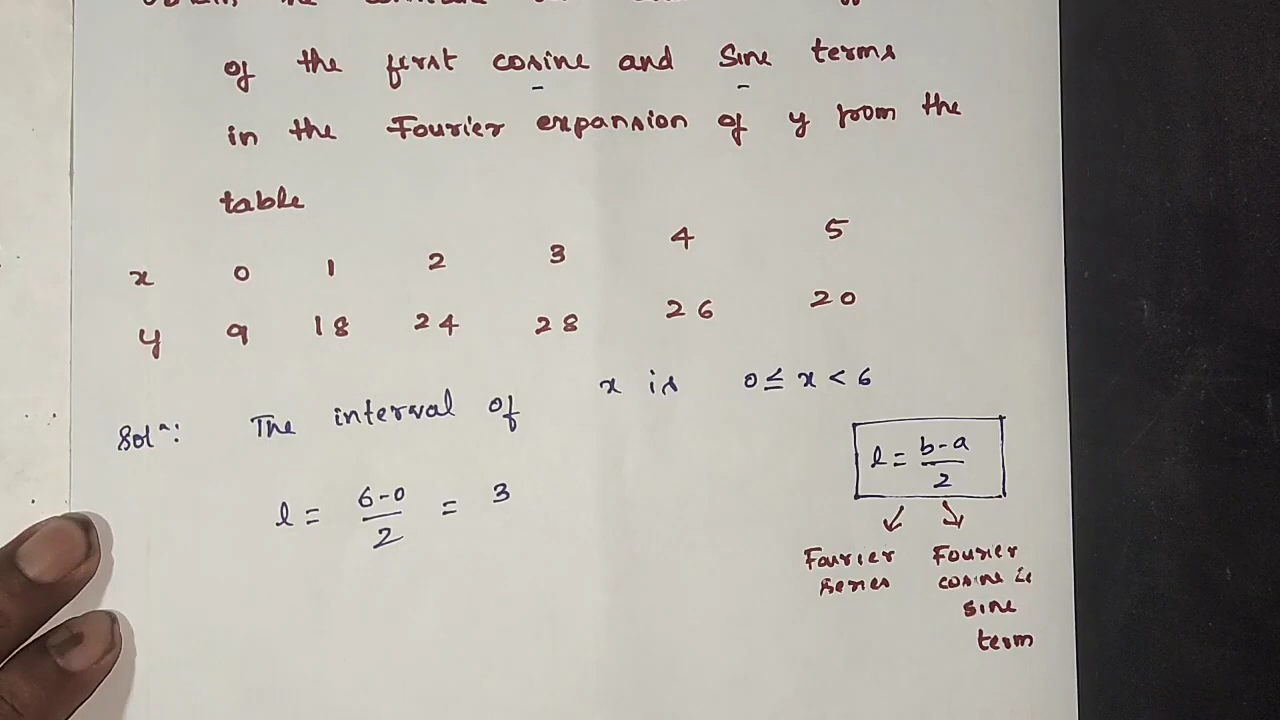 of the first cosine and sine terms
in the Fourier expansion of y from the
table
x 0 1 2 3 4 5
y 9 18 24 28 26 20
Solⁿ: The interval of x is 0 ≤ x < 6
l = b-a / 2
l = 6-0 / 2 = 3
Fourier series
Fourier cosine & sine term